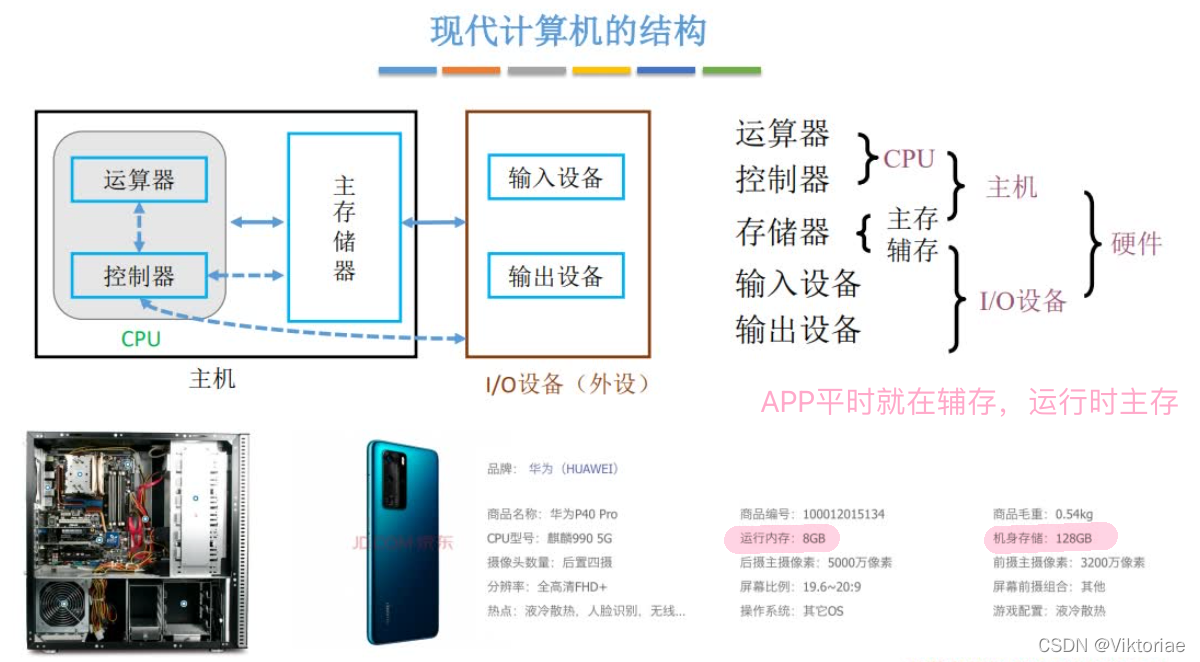 现代计算机的结构
运算器
控制器
CPU
主存储器
主机
输入设备
输出设备
I/O设备（外设）
运算器
控制器
CPU
存储器
主存
辅存
主机
输入设备
输出设备
I/O设备
硬件
APP平时就在辅存，运行时主存
JD.COM 京东
品牌： 华为（HUAWEI）
商品名称：华为P40 Pro 商品编号：100012015134 商品毛重：0.54kg
CPU型号：麒麟990 5G 运行内存：8GB 机身存储：128GB
摄像头数量：后置四摄 后摄主摄像素：5000万像素 前摄主摄像素：3200万像素
分辨率：全高清FHD+ 屏幕比例：19.6~20:9 屏幕前摄组合：其他
热点：液冷散热，人脸识别，无线... 操作系统：其它OS 游戏配置：液冷散热
CSDN @Viktoriae